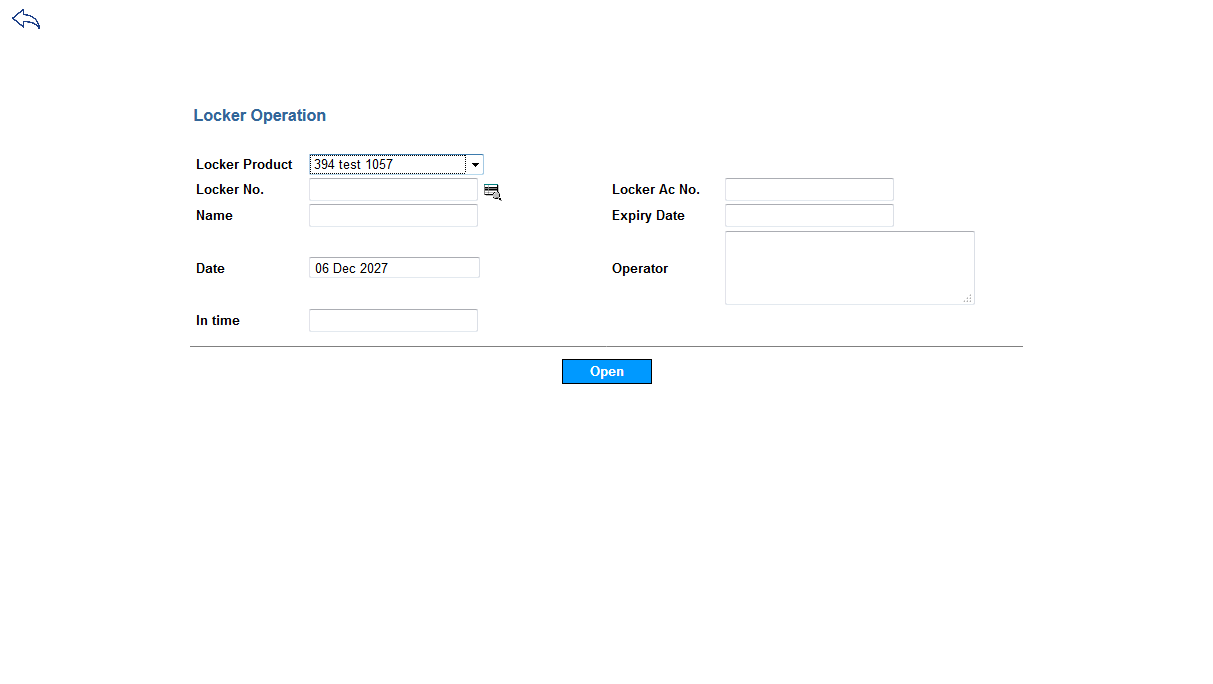 Locker Operation
Locker Product 394 test 1057
Locker No. Locker Ac No.
Name Expiry Date
Date 06 Dec 2027 Operator
In time
Open